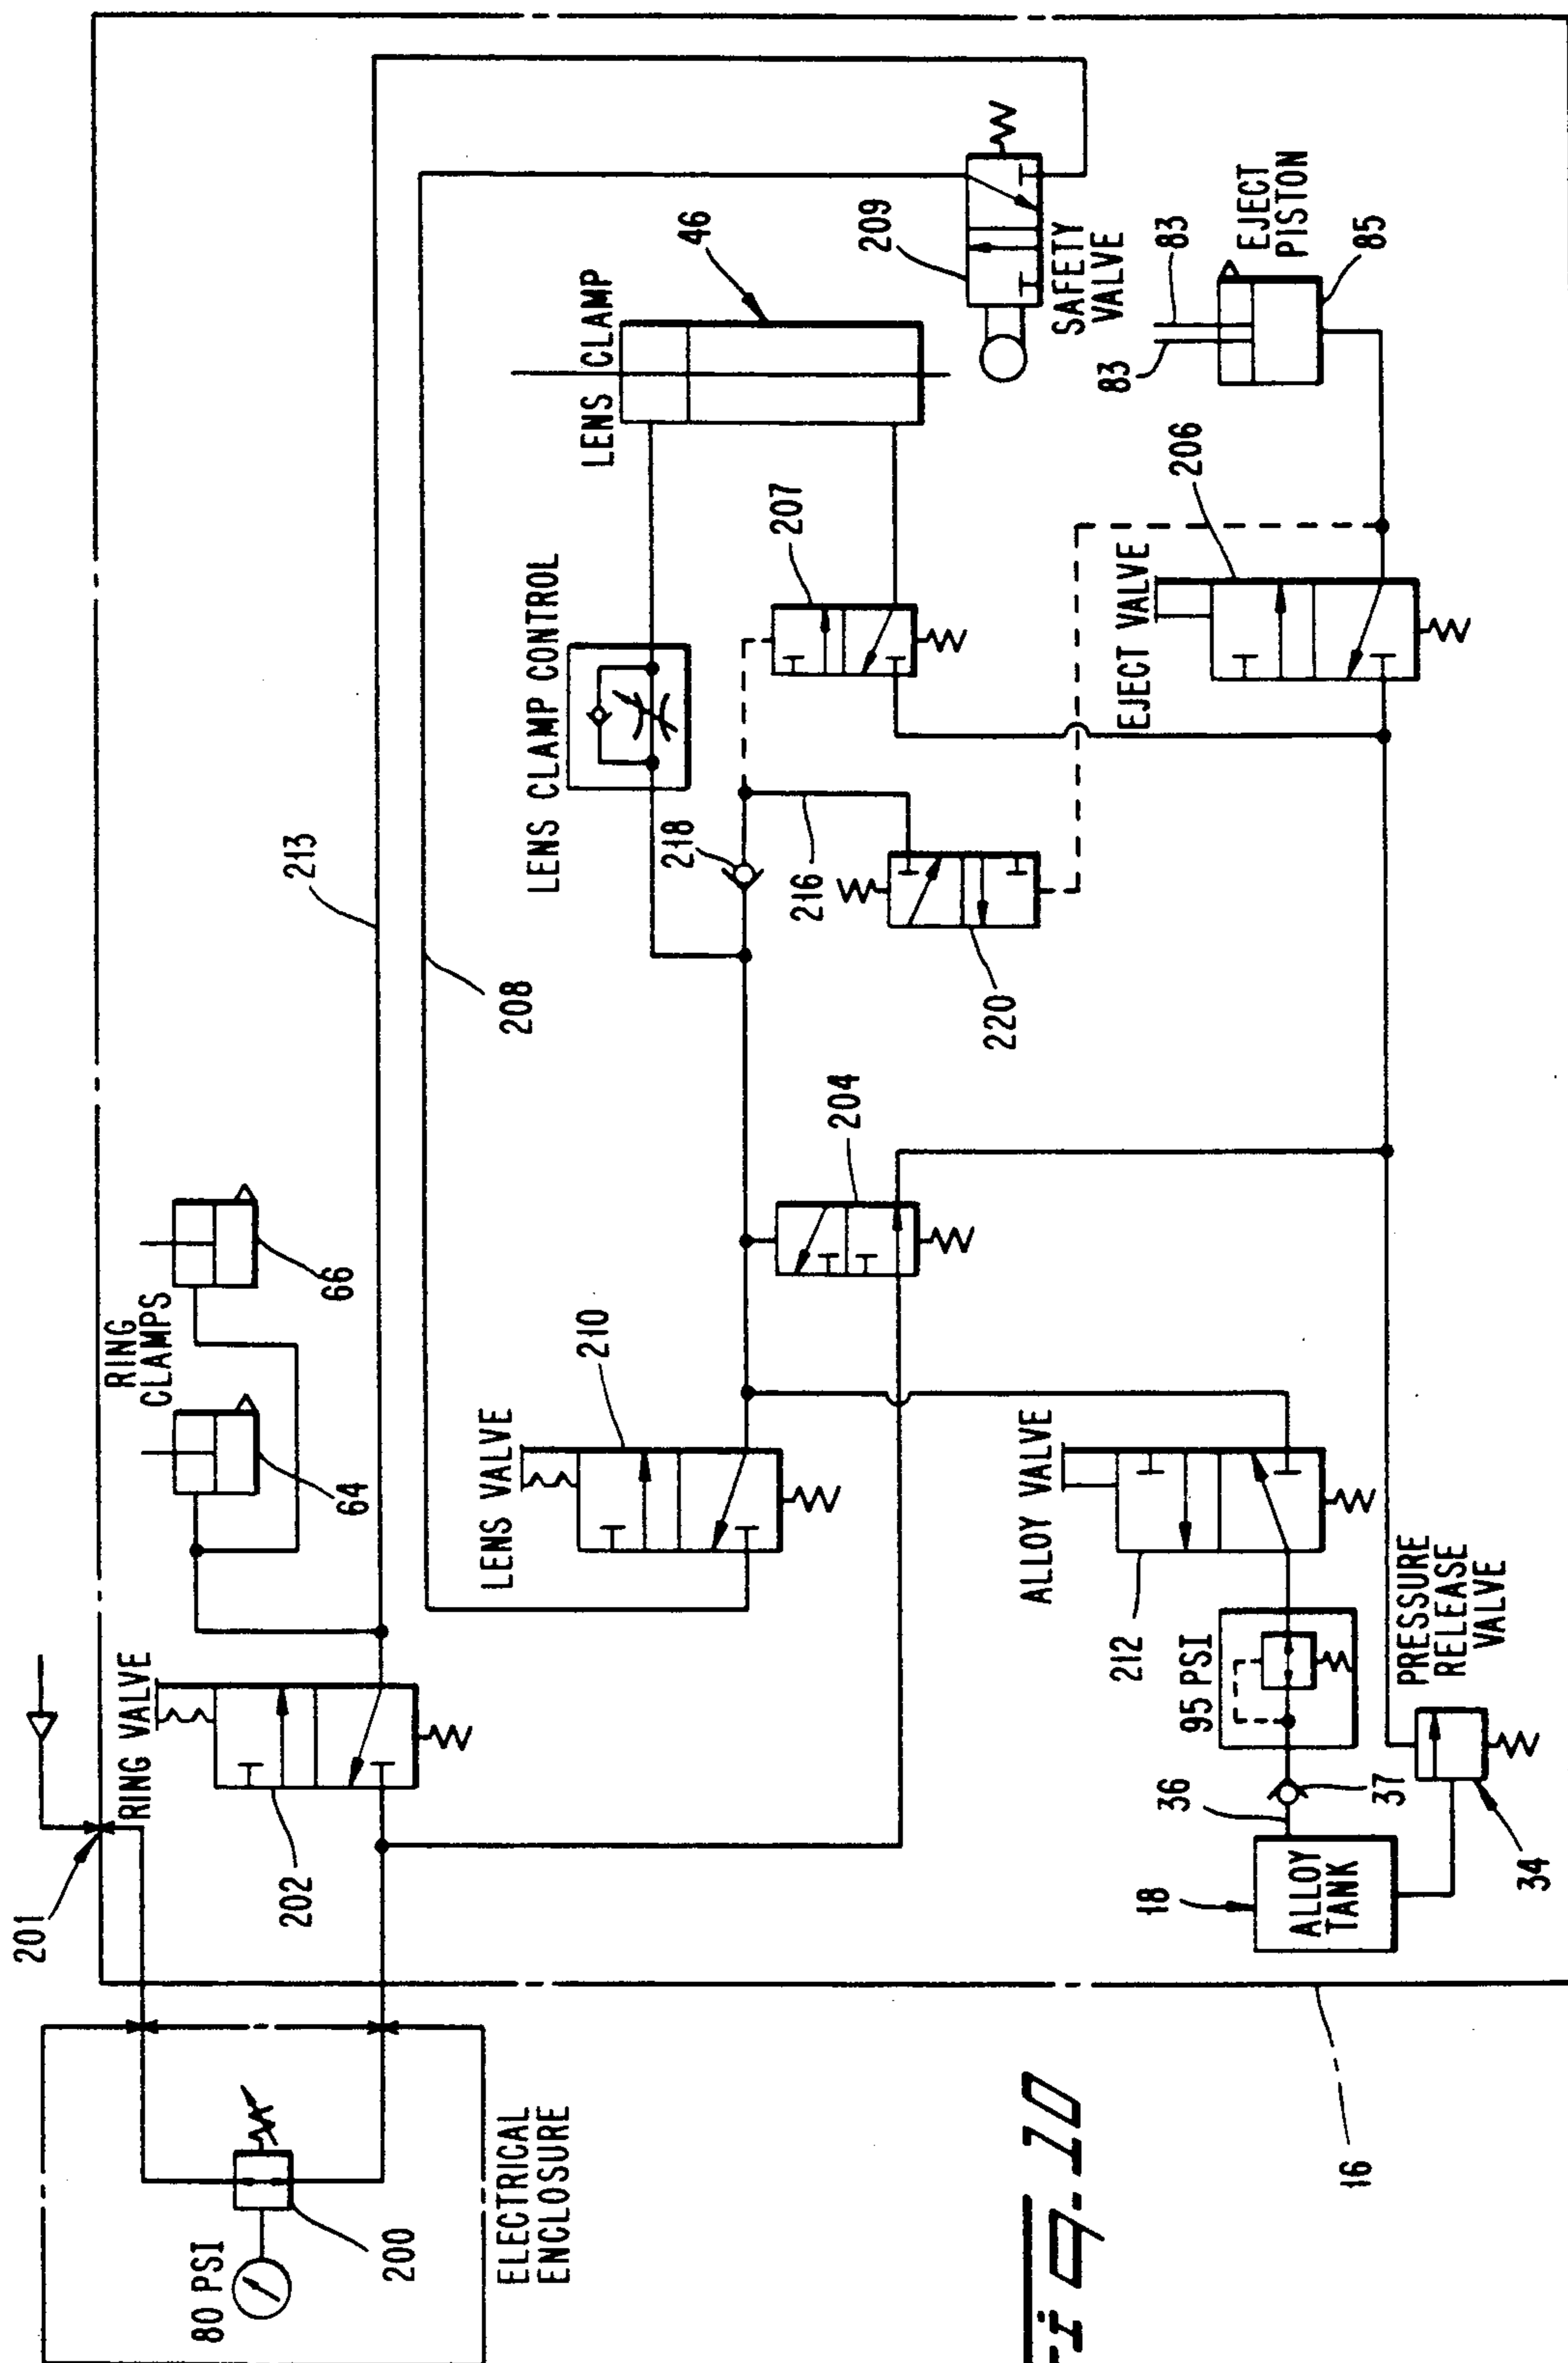 201
RING VALVE
202
RING
CLAMPS
64
66
213
208
80 PSI
200
ELECTRICAL
ENCLOSURE
LENS VALVE
210
204
LENS CLAMP CONTROL
218
216
220
207
LENS CLAMP
46
209
SAFETY
VALVE
ALLOY VALVE
212
95 PSI
36
37
18
ALLOY
TANK
34
PRESSURE
RELEASE
VALVE
EJECT VALVE
206
83
83
EJECT
PISTON
85
16
Fig. 10